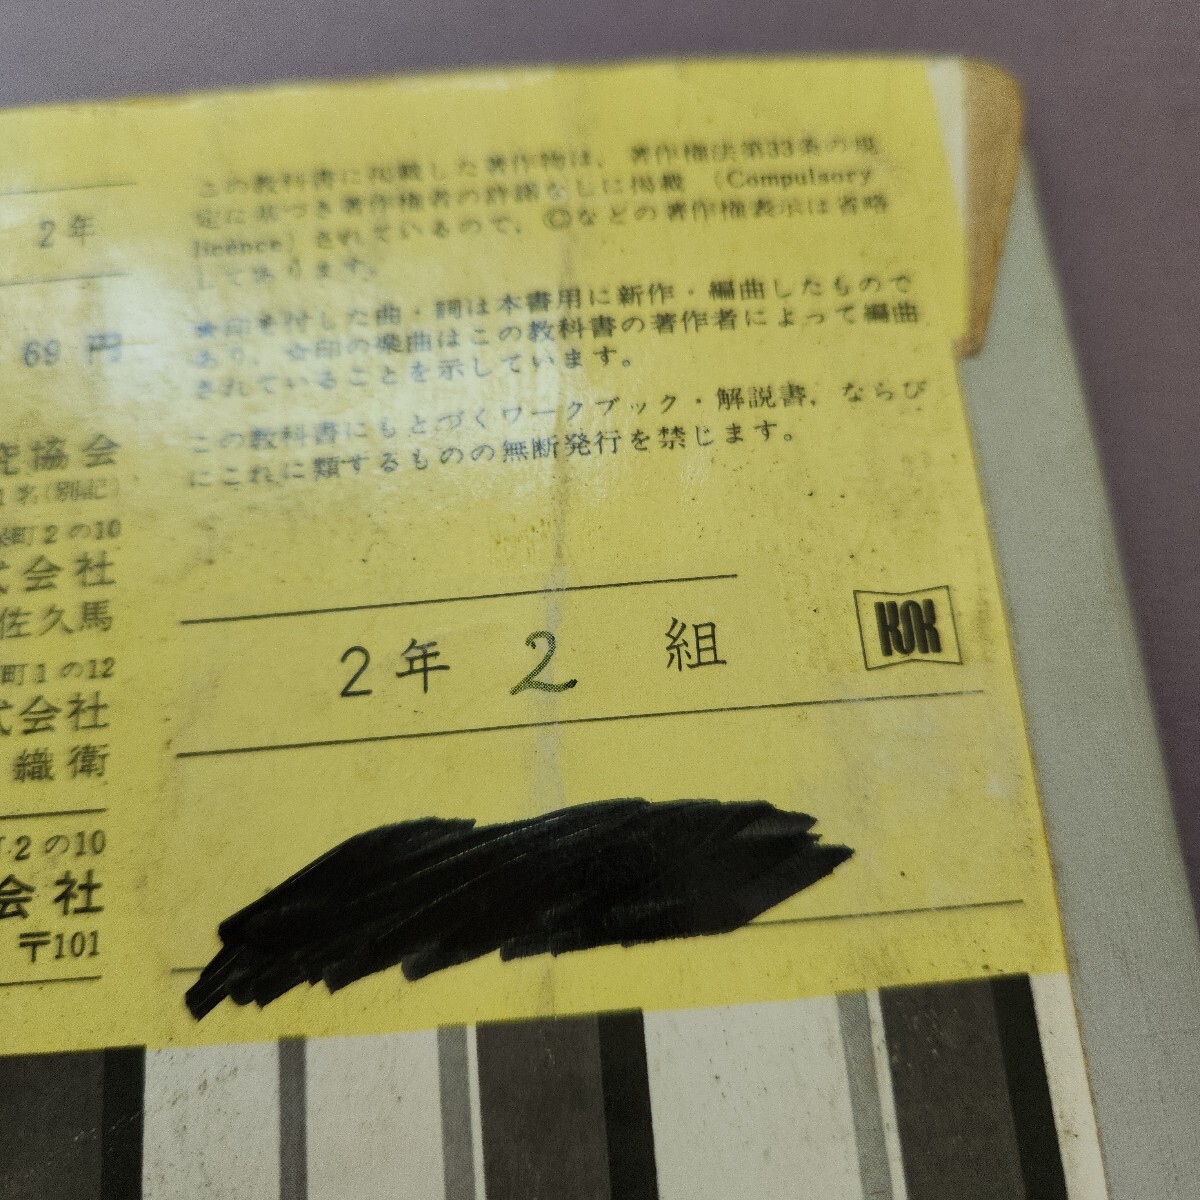 2年
69円
究協会
1名(別記)
町2の10
式会社
佐久馬
町1の12
式会社
織衛
2の10
会社
〒101
この教科書に掲載した著作物は,著作権法第33条の規
定に基づき著作権者の許諾なしに掲載 (Compulsory
licence) されているので,Ⓒなどの著作権表示は省略
してあります。
印を付した曲・詞は本書用に新作・編曲したもので
あり, 印の楽曲はこの教科書の著作者によって編曲
されていることを示しています。
この教科書にもとづくワークブック・解説書,ならび
にこれに類するものの無断発行を禁じます。
2年 2 組
KOK